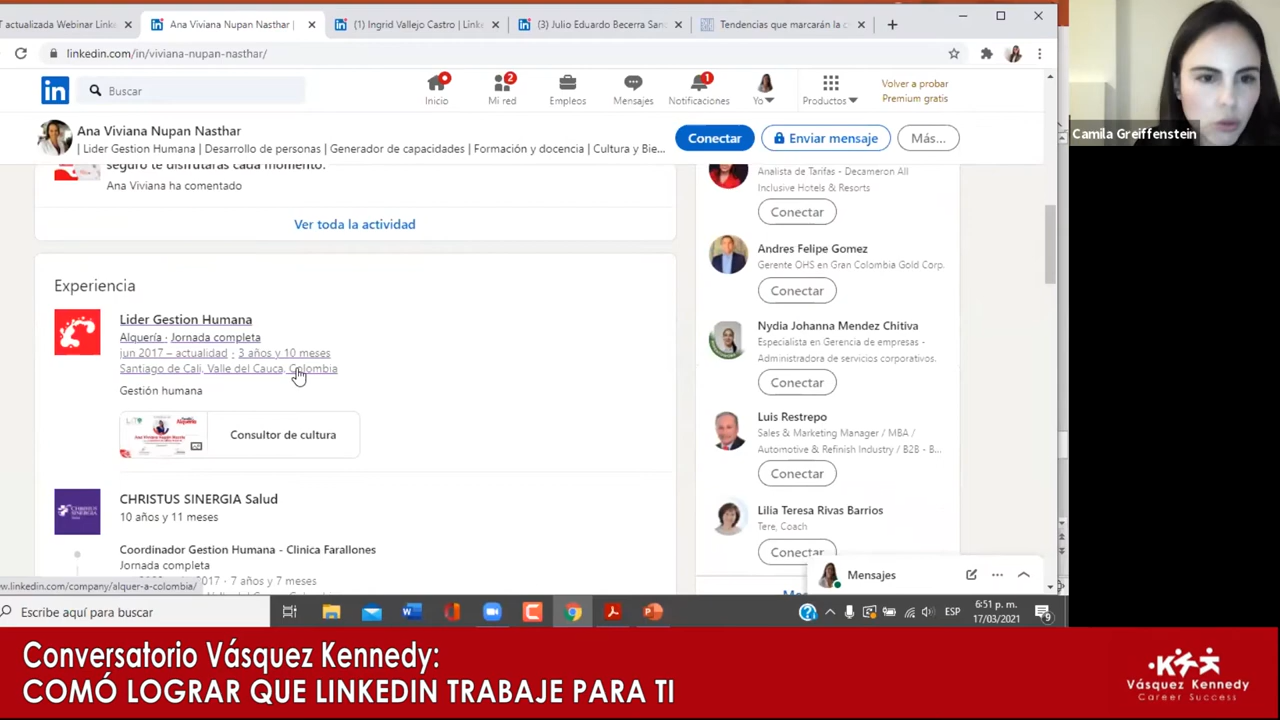 T actualizada Webinar Linki
Ana Viviana Nupan Nasthar |
(1) Ingrid Vallejo Castro | Linke
(3) Julio Eduardo Becerra San
Tendencias que marcarán la c
linkedin.com/in/viviana-nupan-nasthar/
in
Buscar
Inicio
2
Mi red
Empleos
Mensajes
1
Notificaciones
Yo
Productos
Volver a probar
Premium gratis
Camila Greiffenstein
Ana Viviana Nupan Nasthar
| Lider Gestion Humana | Desarrollo de personas | Generador de capacidades | Formación y docencia | Cultura y Bie...
Conectar
Enviar mensaje
Más...
seguro te disfrutaras cada momento.
Ana Viviana ha comentado
Ver toda la actividad
Experiencia
Lider Gestion Humana
Alquería · Jornada completa
jun 2017 – actualidad · 3 años y 10 meses
Santiago de Cali, Valle del Cauca, Colombia
Gestión humana
Consultor de cultura
CHRISTUS SINERGIA Salud
10 años y 11 meses
Coordinador Gestion Humana - Clinica Farallones
Jornada completa
2017 · 7 años y 7 meses
Analista de Tarifas - Decameron All
Inclusive Hotels & Resorts
Conectar
Andres Felipe Gomez
Gerente OHS en Gran Colombia Gold Corp.
Conectar
Nydia Johanna Mendez Chitiva
Especialista en Gerencia de empresas -
Administradora de servicios corporativos.
Conectar
Luis Restrepo
Sales & Marketing Manager / MBA /
Automotive & Refinish Industry / B2B - B...
Conectar
Lilia Teresa Rivas Barrios
Tere, Coach
Conectar
Mensajes
w.linkedin.com/company/alquer-a-colombia/
Escribe aquí para buscar
ESP
6:51 p. m.
17/03/2021
9
Conversatorio Vásquez Kennedy:
COMÓ LOGRAR QUE LINKEDIN TRABAJE PARA TI
Vásquez Kennedy
Career Success